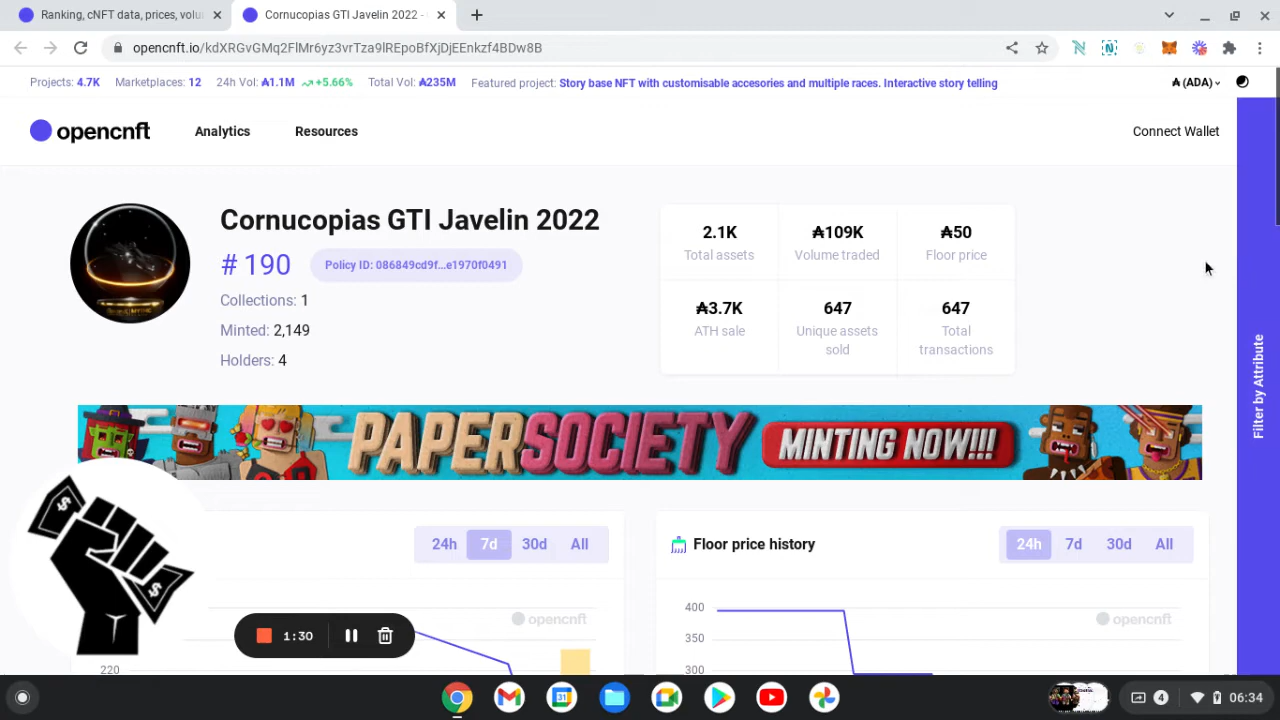 Ranking, cNFT data, prices, volu
Cornucopias GTI Javelin 2022 -
opencnft.io/kdXRGvGMq2FlMr6yz3vrTza9lREpoBfXjDjEEnkzf4BDw8B
Projects: 4.7K Marketplaces: 12 24h Vol: ₳1.1M +5.66% Total Vol: ₳235M Featured project: Story base NFT with customisable accesories and multiple races. Interactive story telling ₳ (ADA)
opencnft Analytics Resources Connect Wallet
Cornucopias GTI Javelin 2022
# 190 Policy ID: 086849cd9f...e1970f0491
Collections: 1
Minted: 2,149
Holders: 4
2.1K ₳109K ₳50
Total assets Volume traded Floor price
₳3.7K 647 647
ATH sale Unique assets Total
sold transactions
Filter by Attribute
PAPERSOCIETY MINTING NOW!!!
24h 7d 30d All
Floor price history 24h 7d 30d All
opencnft
400 opencnft
350
220
300
1:30
$
$
31
4 06:34